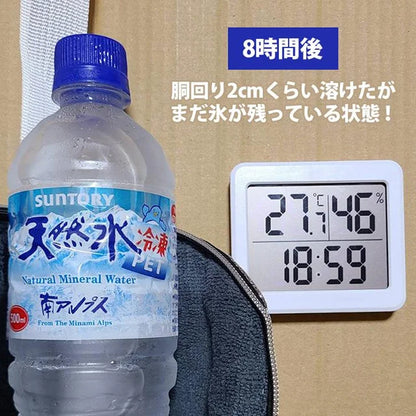 8時間後
胴回り2cmくらい溶けたが
まだ氷が残っている状態！
SUNTORY
天然水
冷凍
PET
Natural Mineral Water
南アルプス
From The Minami Alps
500ml
27.7℃ 46%
18:59